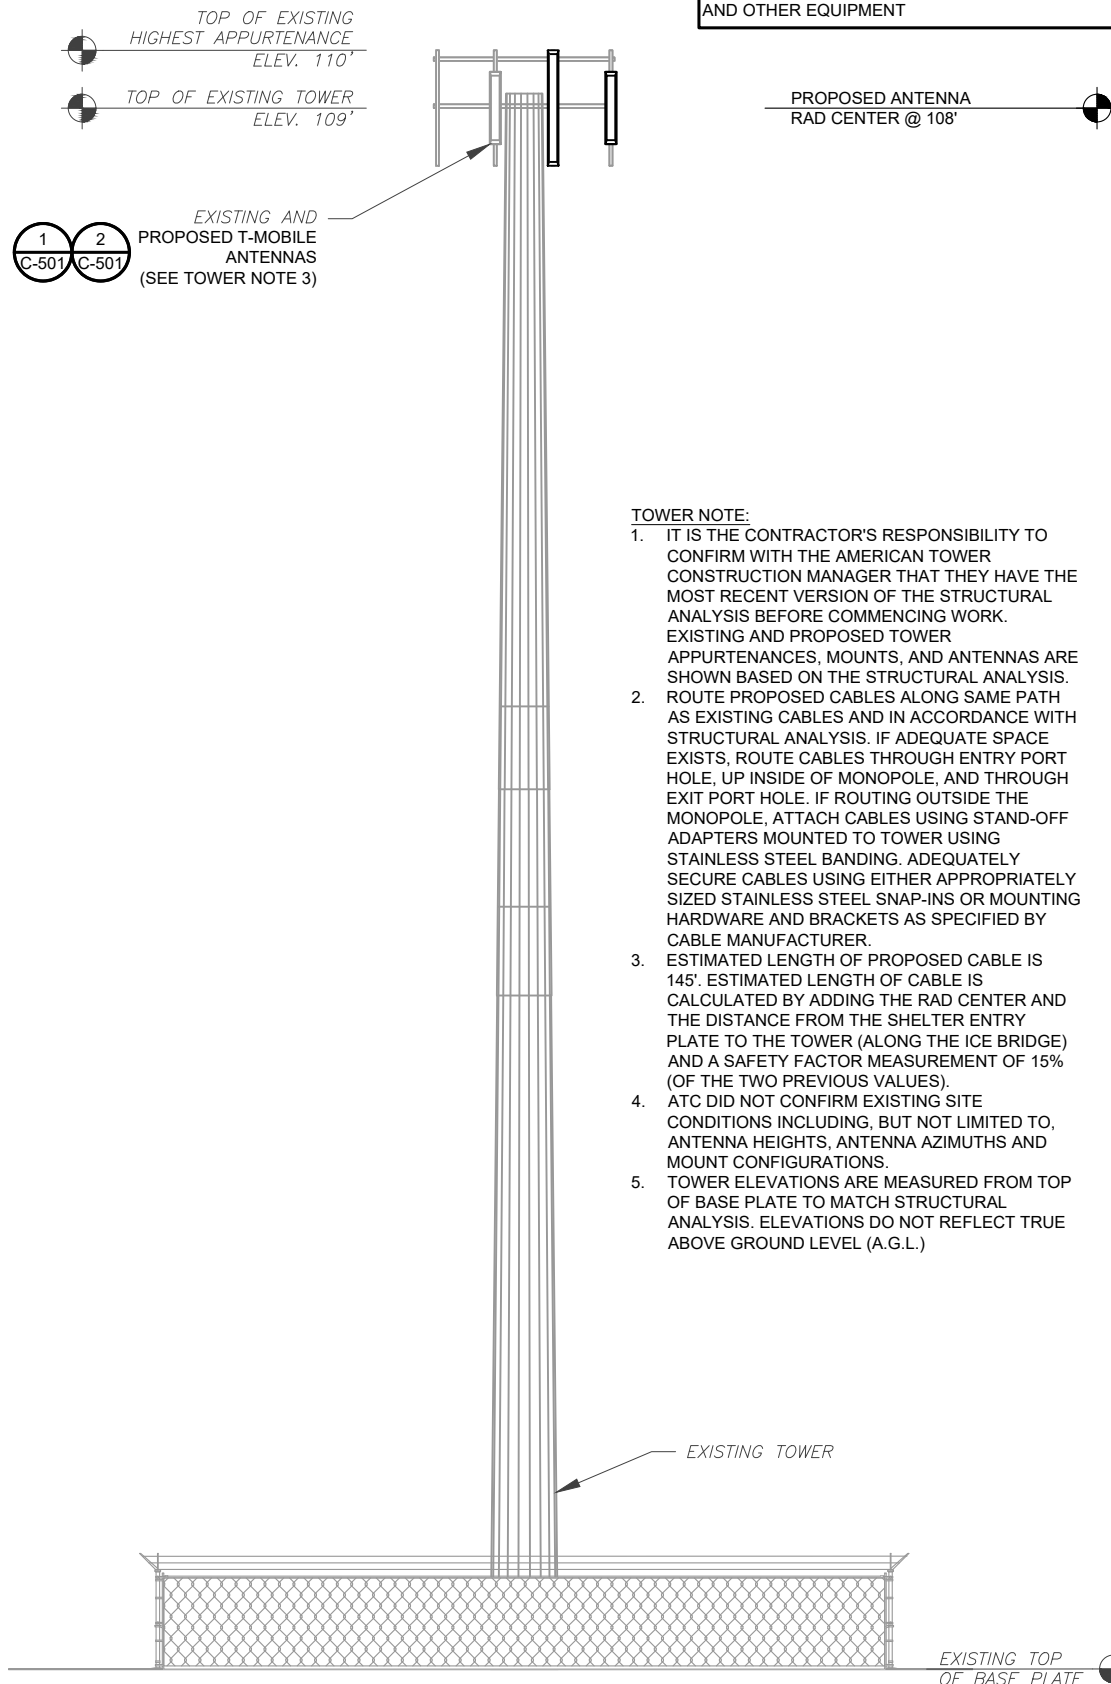 AND OTHER EQUIPMENT
TOP OF EXISTING
HIGHEST APPURTENANCE
ELEV. 110'
TOP OF EXISTING TOWER
ELEV. 109'
PROPOSED ANTENNA
RAD CENTER @ 108'
EXISTING AND
PROPOSED T-MOBILE
ANTENNAS
(SEE TOWER NOTE 3)
1
C-501
2
C-501
TOWER NOTE:
1. IT IS THE CONTRACTOR'S RESPONSIBILITY TO
CONFIRM WITH THE AMERICAN TOWER
CONSTRUCTION MANAGER THAT THEY HAVE THE
MOST RECENT VERSION OF THE STRUCTURAL
ANALYSIS BEFORE COMMENCING WORK.
EXISTING AND PROPOSED TOWER
APPURTENANCES, MOUNTS, AND ANTENNAS ARE
SHOWN BASED ON THE STRUCTURAL ANALYSIS.
2. ROUTE PROPOSED CABLES ALONG SAME PATH
AS EXISTING CABLES AND IN ACCORDANCE WITH
STRUCTURAL ANALYSIS. IF ADEQUATE SPACE
EXISTS, ROUTE CABLES THROUGH ENTRY PORT
HOLE, UP INSIDE OF MONOPOLE, AND THROUGH
EXIT PORT HOLE. IF ROUTING OUTSIDE THE
MONOPOLE, ATTACH CABLES USING STAND-OFF
ADAPTERS MOUNTED TO TOWER USING
STAINLESS STEEL BANDING. ADEQUATELY
SECURE CABLES USING EITHER APPROPRIATELY
SIZED STAINLESS STEEL SNAP-INS OR MOUNTING
HARDWARE AND BRACKETS AS SPECIFIED BY
CABLE MANUFACTURER.
3. ESTIMATED LENGTH OF PROPOSED CABLE IS
145'. ESTIMATED LENGTH OF CABLE IS
CALCULATED BY ADDING THE RAD CENTER AND
THE DISTANCE FROM THE SHELTER ENTRY
PLATE TO THE TOWER (ALONG THE ICE BRIDGE)
AND A SAFETY FACTOR MEASUREMENT OF 15%
(OF THE TWO PREVIOUS VALUES).
4. ATC DID NOT CONFIRM EXISTING SITE
CONDITIONS INCLUDING, BUT NOT LIMITED TO,
ANTENNA HEIGHTS, ANTENNA AZIMUTHS AND
MOUNT CONFIGURATIONS.
5. TOWER ELEVATIONS ARE MEASURED FROM TOP
OF BASE PLATE TO MATCH STRUCTURAL
ANALYSIS. ELEVATIONS DO NOT REFLECT TRUE
ABOVE GROUND LEVEL (A.G.L.)
EXISTING TOWER
EXISTING TOP
OF BASE PLATE